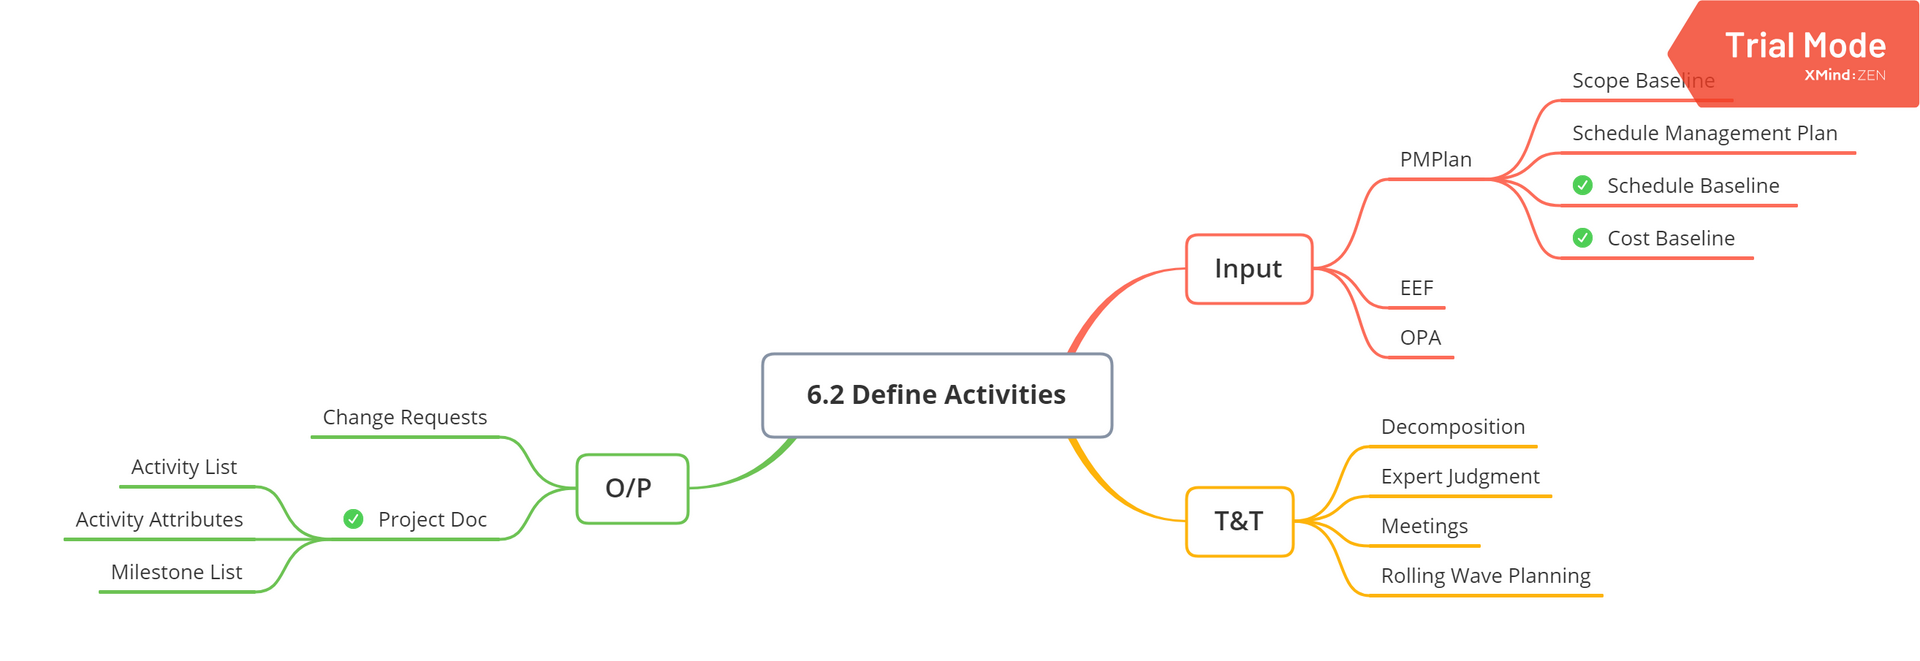 Trial Mode
XMind:ZEN
Scope Baseline
Schedule Management Plan
PMPlan
Schedule Baseline
Cost Baseline
Input
EEF
OPA
6.2 Define Activities
Change Requests
Activity List
O/P
Activity Attributes
Project Doc
Milestone List
Decomposition
Expert Judgment
T&T
Meetings
Rolling Wave Planning